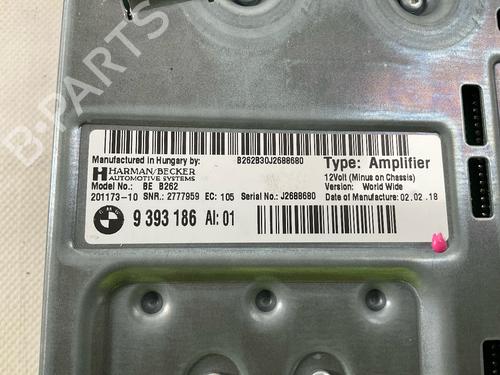 B-PARTS
Manufactured in Hungary by:
B262B30J2688680
HARMAN/BECKER
AUTOMOTIVE SYSTEMS
Type: Amplifier
12Volt (Minus on Chassis)
Model No.: BE B262
Version: World Wide
201173-10 SNR.: 2777959 EC: 105 Serial No.: J2688680
Date of Manufacture: 02. 02 .18
9 393 186 AI: 01